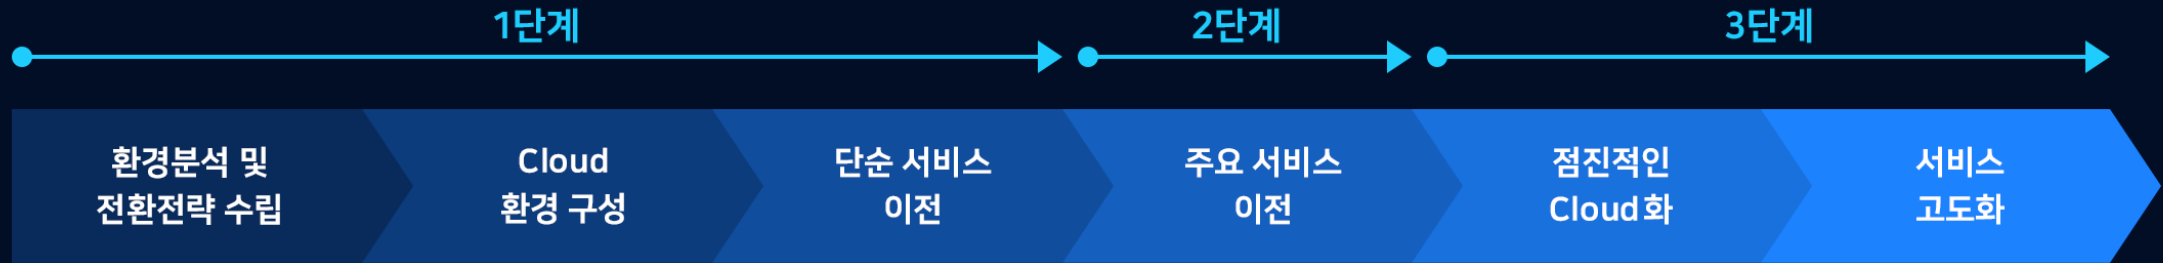 1단계
2단계
3단계
환경분석 및
전환전략 수립
Cloud
환경 구성
단순 서비스
이전
주요 서비스
이전
점진적인
Cloud화
서비스
고도화